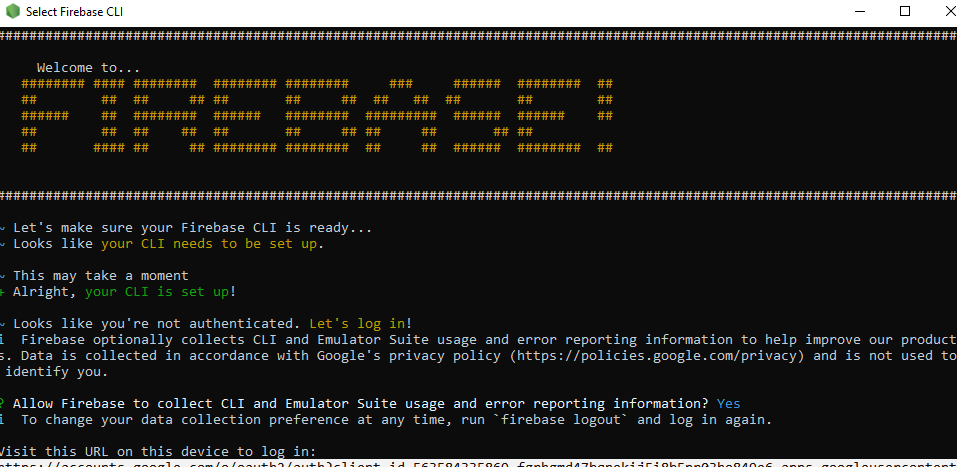 Select Firebase CLI
################################################################################
Welcome to...
FIREBASE!
################################################################################
~ Let's make sure your Firebase CLI is ready...
~ Looks like your CLI needs to be set up.
~ This may take a moment
+ Alright, your CLI is set up!
~ Looks like you're not authenticated. Let's log in!
i  Firebase optionally collects CLI and Emulator Suite usage and error reporting information to help improve our product
s. Data is collected in accordance with Google's privacy policy (https://policies.google.com/privacy) and is not used to
identify you.
? Allow Firebase to collect CLI and Emulator Suite usage and error reporting information? Yes
i  To change your data collection preference at any time, run `firebase logout` and log in again.
Visit this URL on this device to log in: